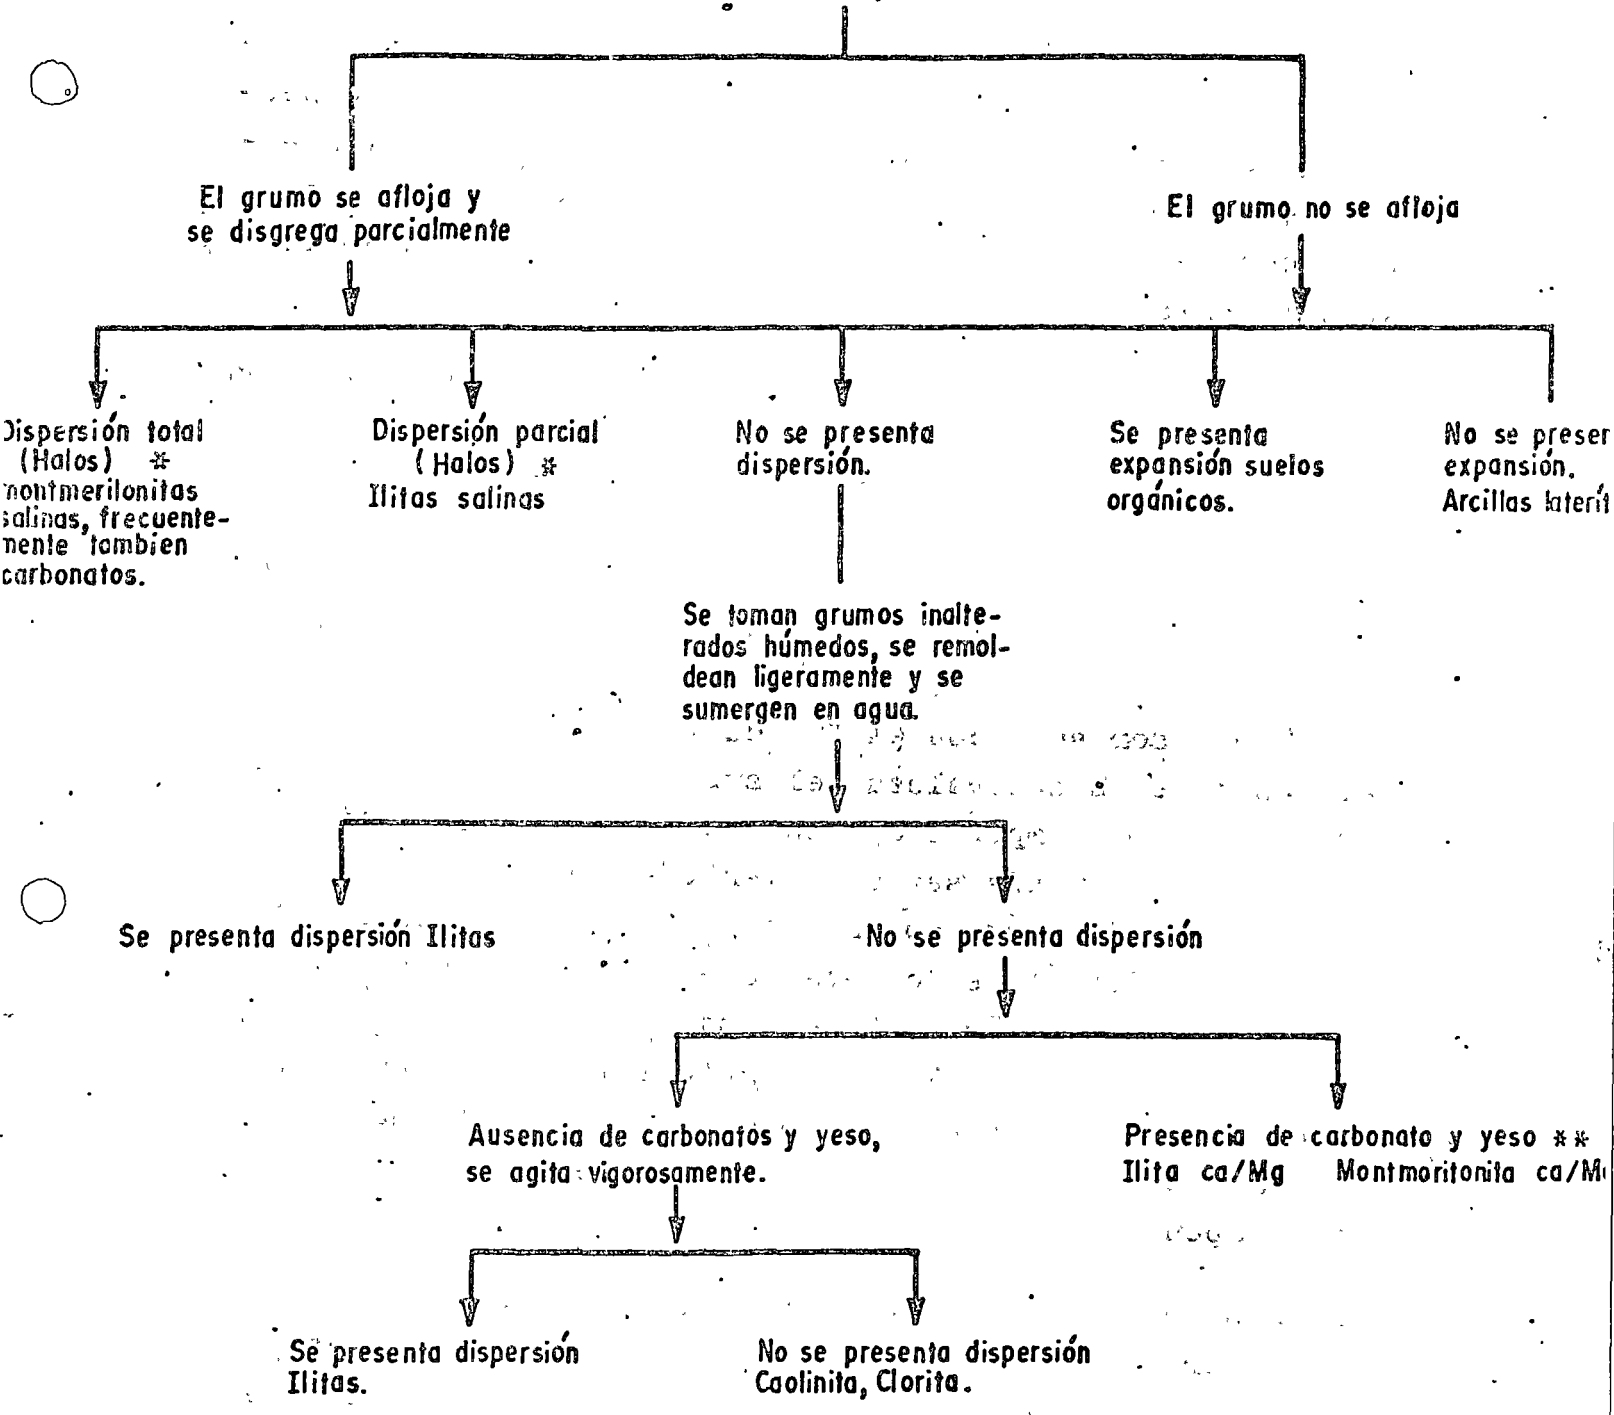 El grumo se afloja y
se disgrega parcialmente
El grumo no se afloja
Dispersión total
(Halos) *
montmerilonitas
salinas, frecuente-
mente tambien
carbonatos.
Dispersión parcial
(Halos) *
Ilitas salinas
No se presenta
dispersión.
Se presenta
expansión suelos
orgánicos.
No se presen
expansión.
Arcillas laterít
Se toman grumos inalte-
rados húmedos, se remol-
dean ligeramente y se
sumergen en agua.
Se presenta dispersión Ilitas
No se presenta dispersión
Ausencia de carbonatos y yeso,
se agita vigorosamente.
Presencia de carbonato y yeso **
Ilita ca/Mg Montmoritonita ca/M
Se presenta dispersión
Ilitas.
No se presenta dispersión
Caolinita, Clorita.